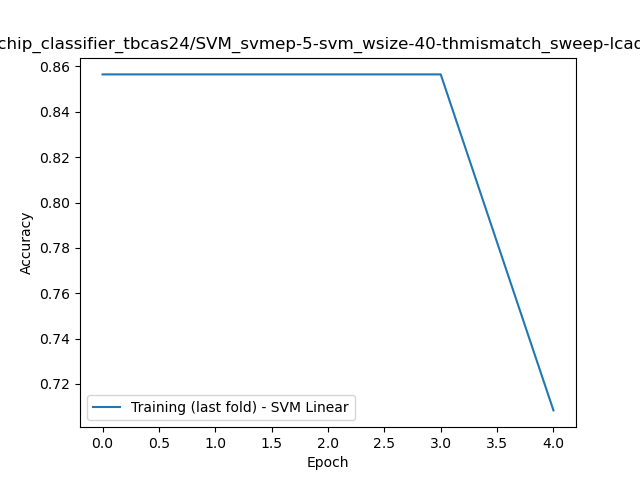 chip_classifier_tbcas24/SVM_svmep-5-svm_wsize-40-thmismatch_sweep-lcad
0.86
0.84
0.82
0.80
0.78
0.76
0.74
0.72
Accuracy
Training (last fold) - SVM Linear
0.0 0.5 1.0 1.5 2.0 2.5 3.0 3.5 4.0
Epoch